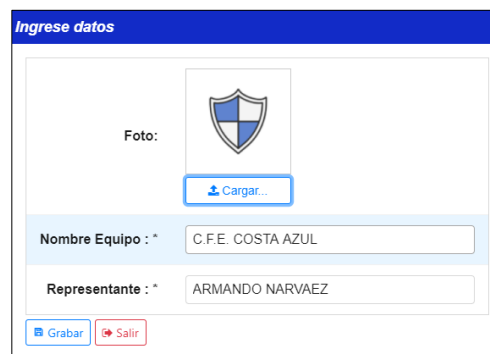 Ingrese datos
Foto:
Cargar...
Nombre Equipo : * C.F.E. COSTA AZUL
Representante : * ARMANDO NARVAEZ
Grabar Salir